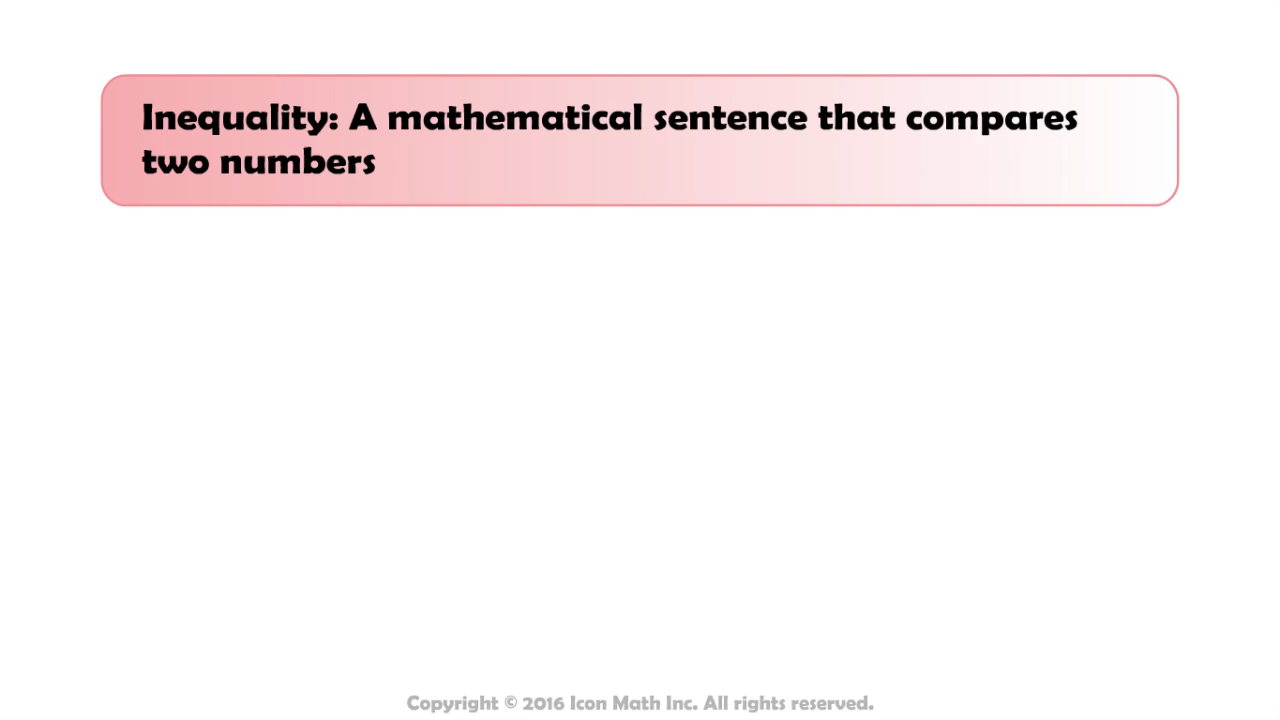 Inequality: A mathematical sentence that compares
two numbers
Copyright © 2016 Icon Math Inc. All rights reserved.